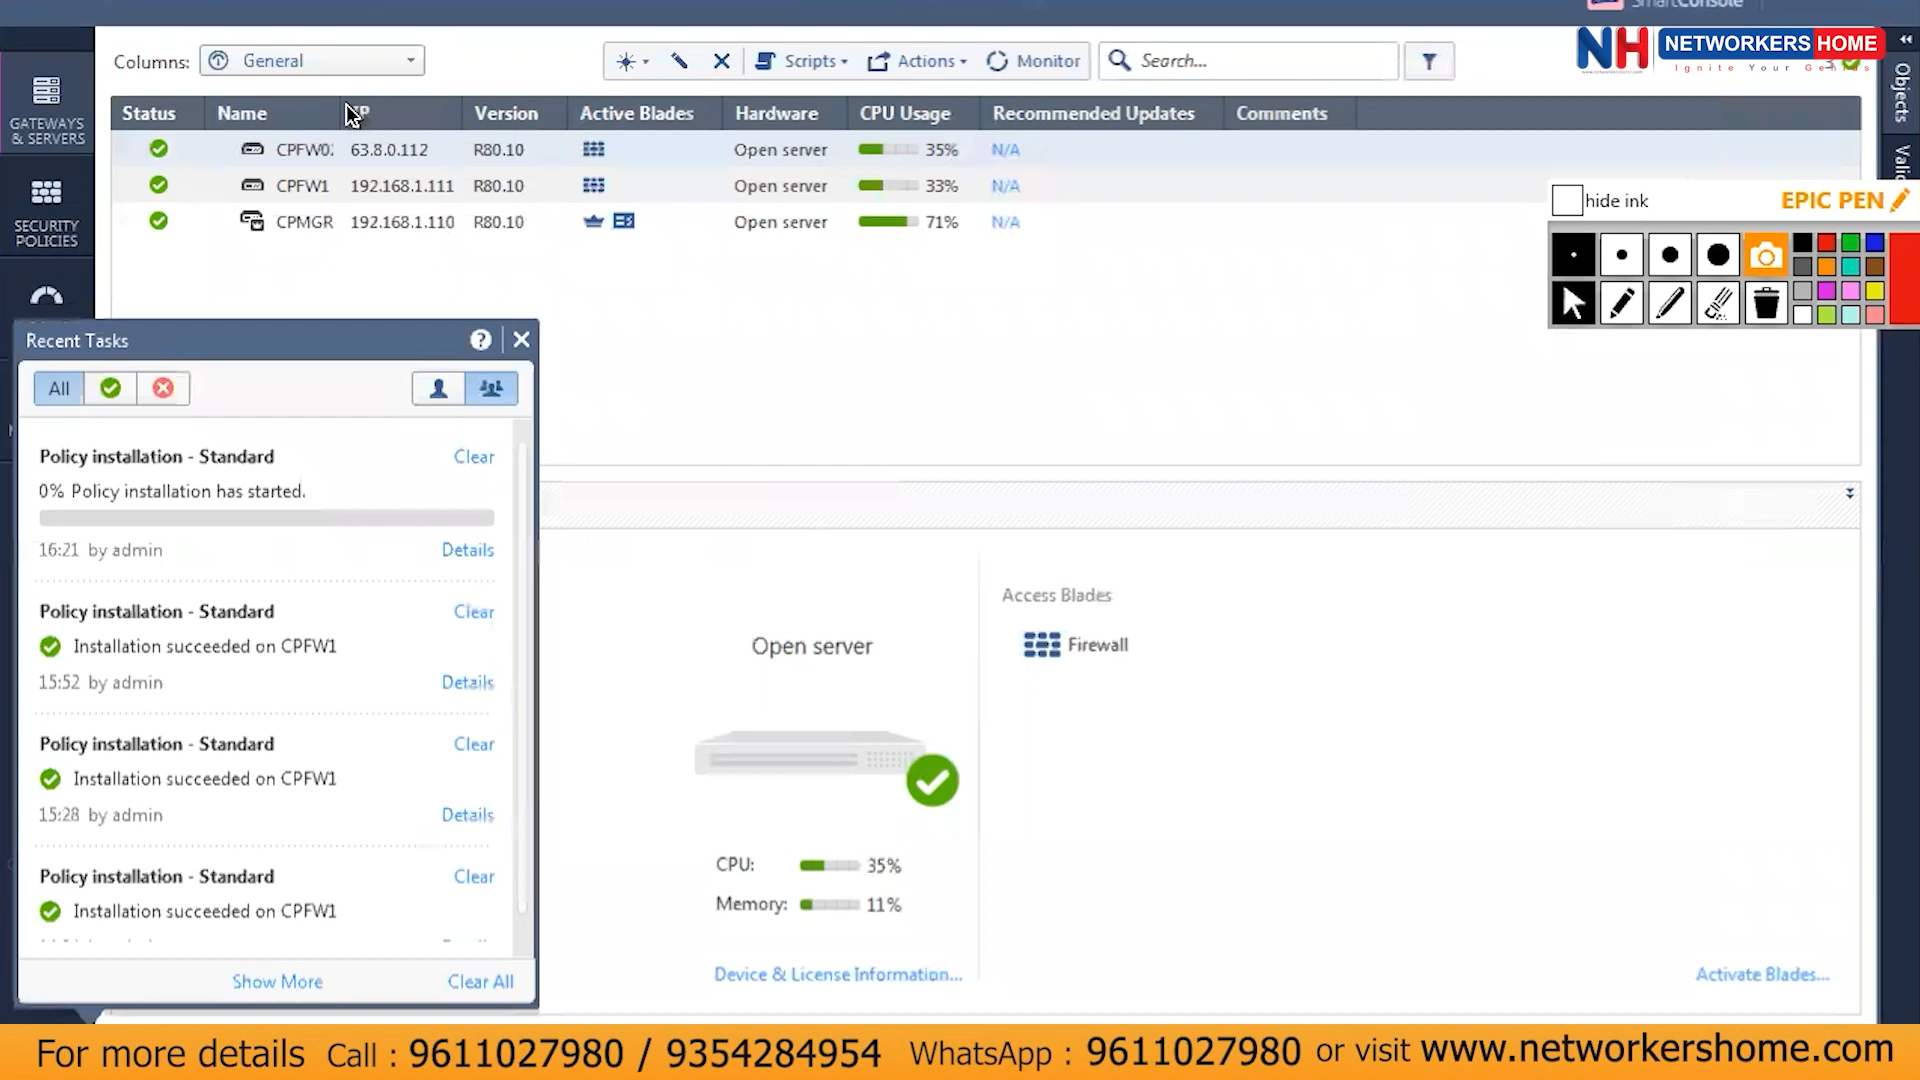 SmartConsole
NH NETWORKERS HOME
Ignite Your Genius
Columns: General
Scripts Actions Monitor Search...
3
Objects
GATEWAYS
& SERVERS
Status Name IP Version Active Blades Hardware CPU Usage Recommended Updates Comments
CPFW0 63.8.0.112 R80.10 Open server 35% N/A
CPFW1 192.168.1.111 R80.10 Open server 33% N/A
CPMGR 192.168.1.110 R80.10 Open server 71% N/A
SECURITY
POLICIES
hide ink EPIC PEN
Recent Tasks
All
Policy installation - Standard Clear
0% Policy installation has started.
16:21 by admin Details
Policy installation - Standard Clear
Installation succeeded on CPFW1
15:52 by admin Details
Policy installation - Standard Clear
Installation succeeded on CPFW1
15:28 by admin Details
Policy installation - Standard Clear
Installation succeeded on CPFW1
Show More Clear All
Open server
CPU: 35%
Memory: 11%
Device & License Information...
Access Blades
Firewall
Activate Blades...
For more details Call : 9611027980 / 9354284954 WhatsApp : 9611027980 or visit www.networkershome.com